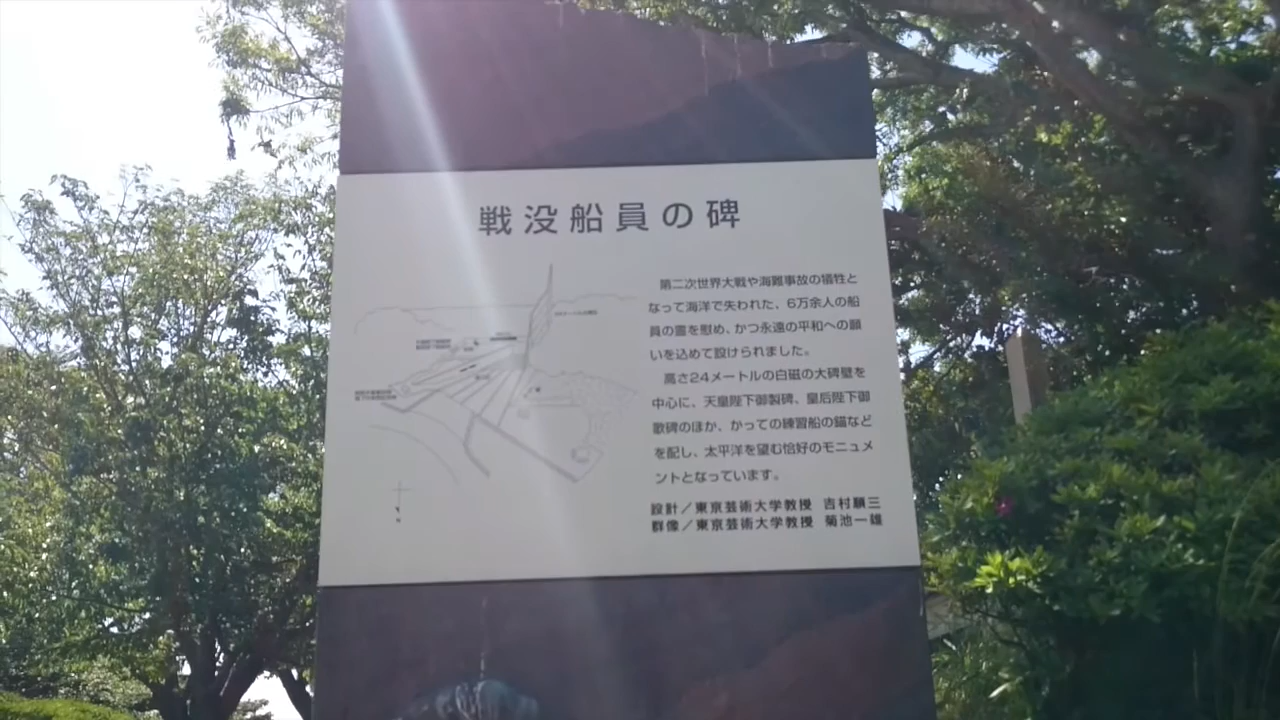 戦没船員の碑
第二次世界大戦や海難事故の犠牲と
なって海洋で失われた、6万余人の船
員の霊を慰め、かつ永遠の平和への願
いを込めて設けられました。
高さ24メートルの白磁の大碑壁を
中心に、天皇陛下御製碑、皇后陛下御
歌碑のほか、かっての練習船の錨など
を配し、太平洋を望む恰好のモニュメ
ントとなっています。
設計／東京芸術大学教授 吉村順三
群像／東京芸術大学教授 菊池一雄